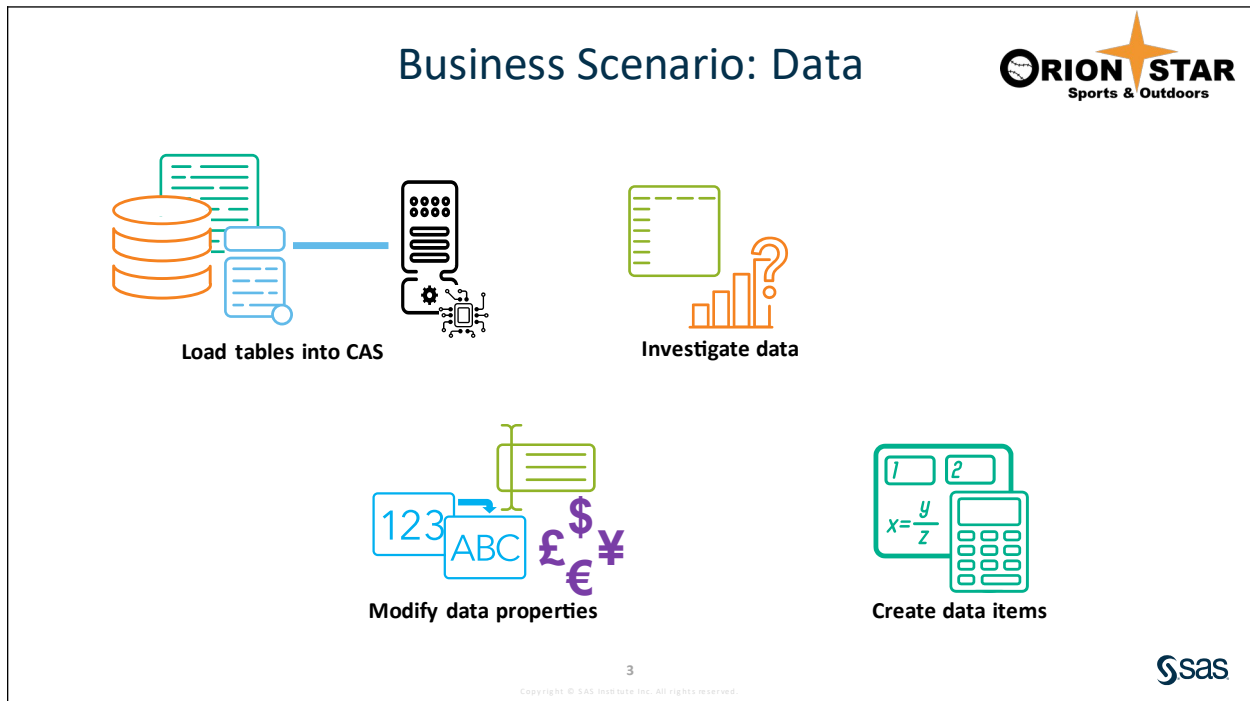 Business Scenario: Data
ORION STAR
Sports & Outdoors
Load tables into CAS
Investigate data
1 2
x= y
z
123
ABC
$
£ ¥
€
Modify data properties
Create data items
3
Copyright © SAS Institute Inc. All rights reserved.
sas